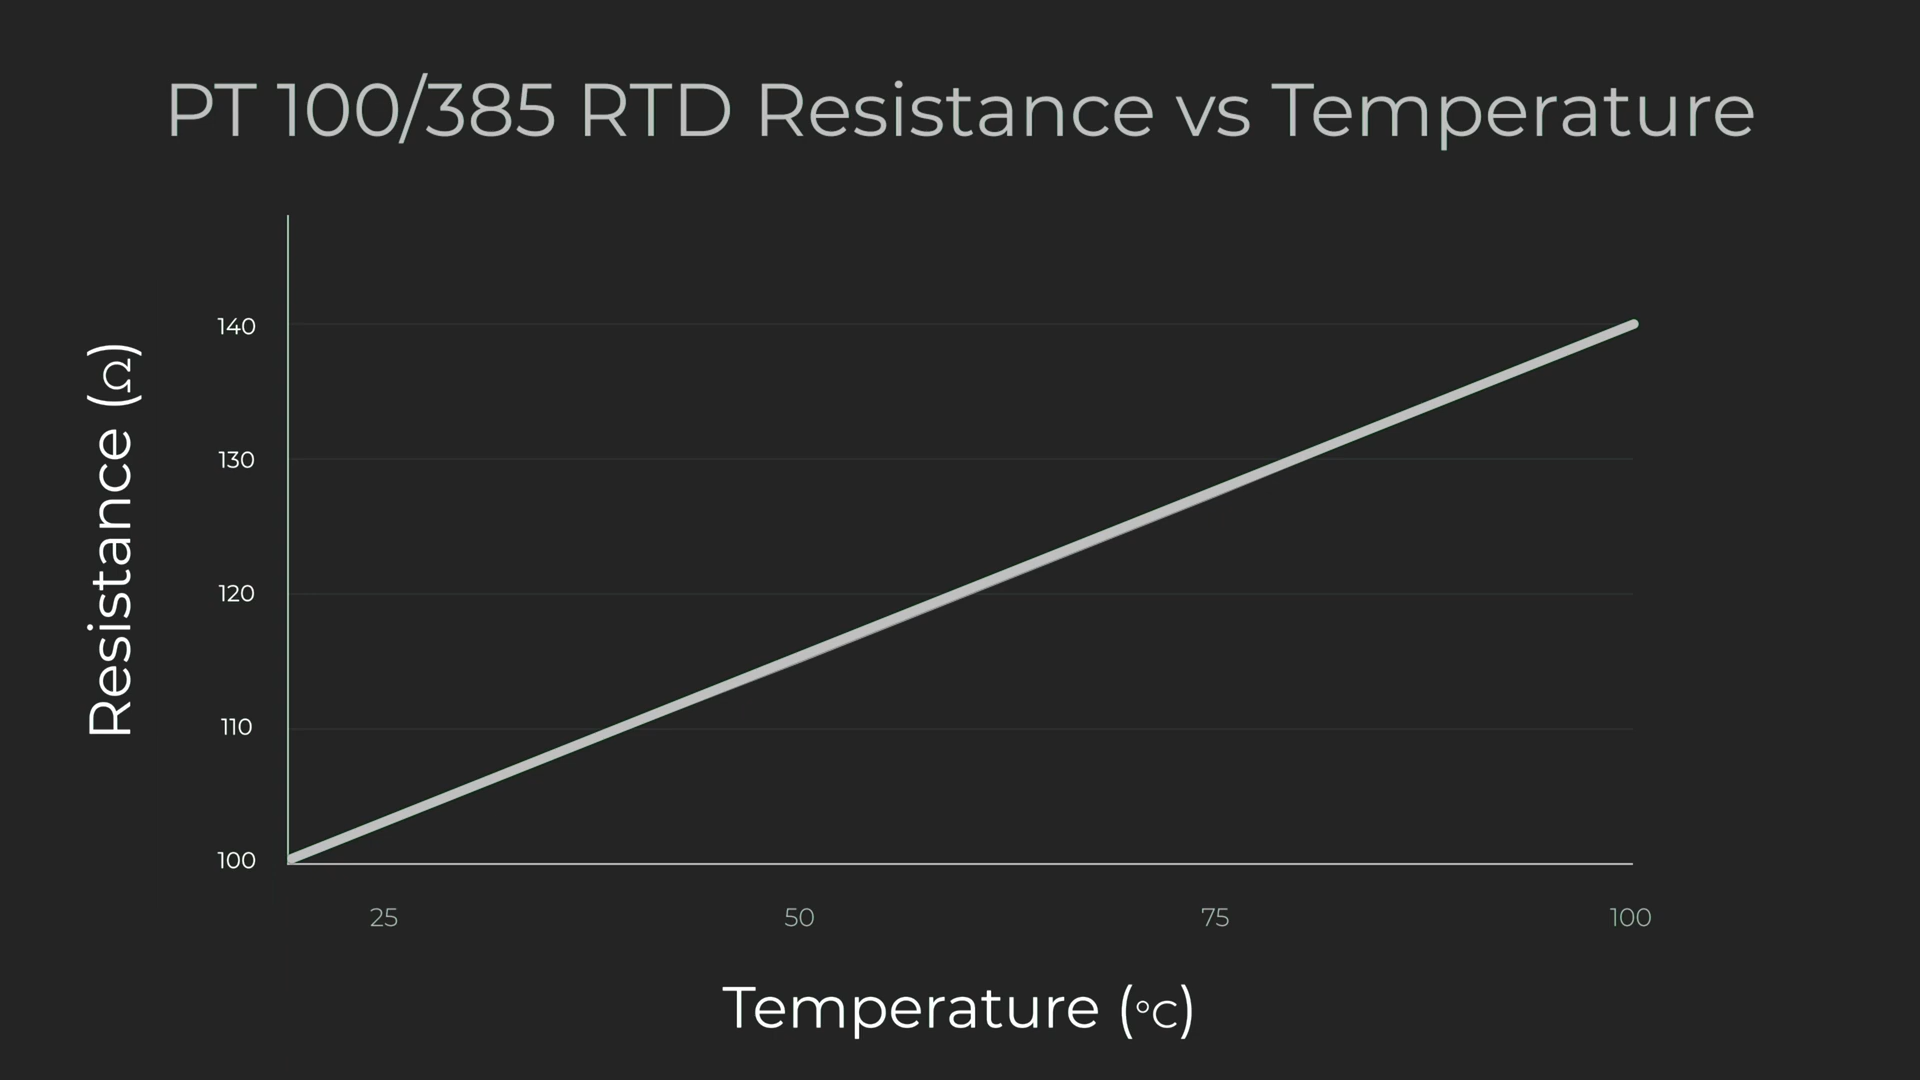 PT 100/385 RTD Resistance vs Temperature
Resistance (Ω)
140
130
120
110
100
25 50 75 100
Temperature (°C)